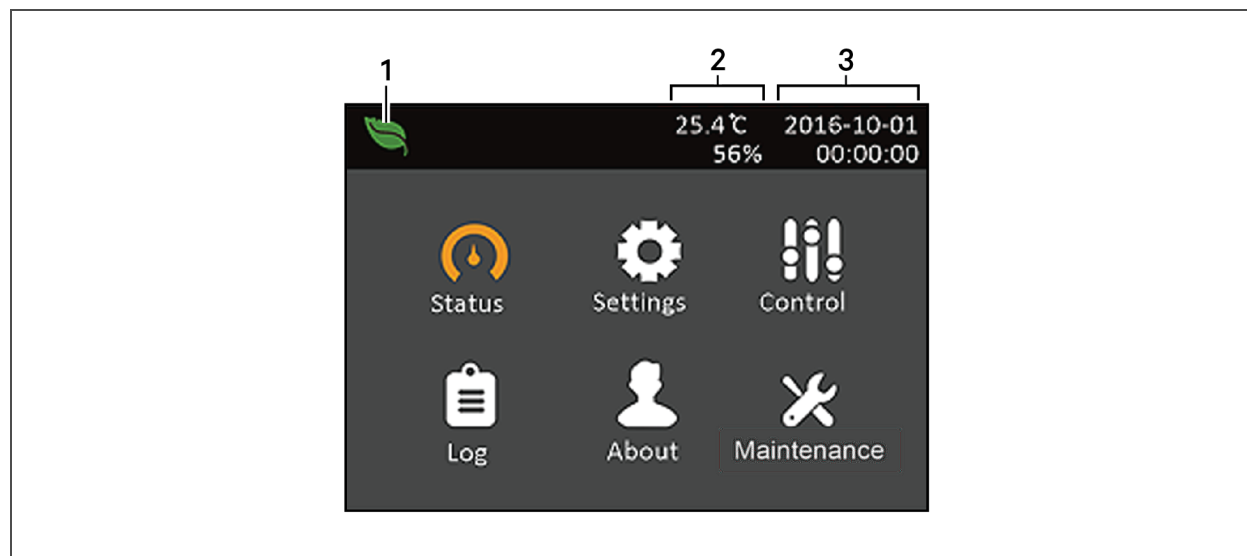 1 2 3
25.4℃ 2016-10-01
56% 00:00:00
Status Settings Control
Log About Maintenance